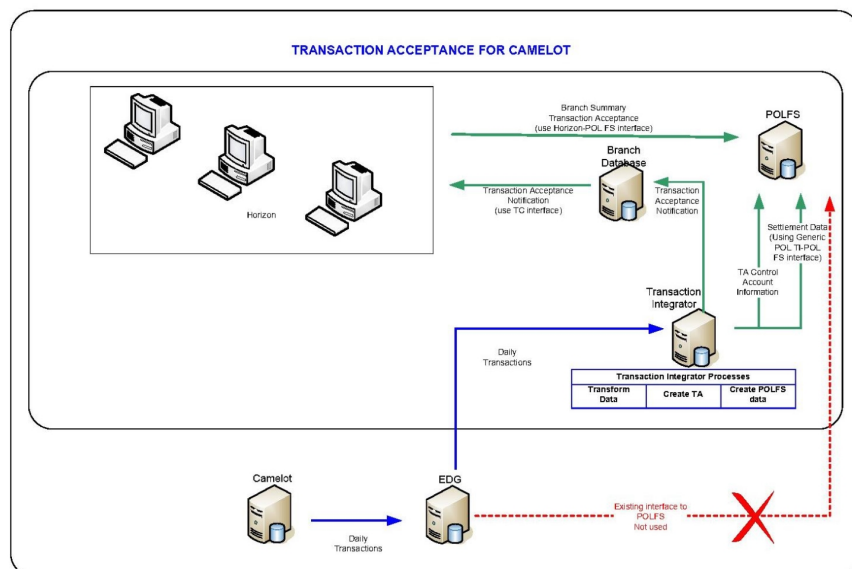 TRANSACTION ACCEPTANCE FOR CAMELOT
Branch Summary
Transaction Acceptance
(use Horizon-POL FS interface)
POLFS
Branch
Database
Horizon
Transaction Acceptance
Notification
(use TC interface)
Transaction
Acceptance
Notification
Settlement Data
(Using Generic
POL TI-POL
FS interface)
TA Control
Account
Information
Transaction
Integrator
Daily
Transactions
Transaction Integrator Processes
Transform
Data
Create TA
Create POLFS
data
Camelot
EDG
Daily
Transactions
Existing interface to
POLFS
Not used